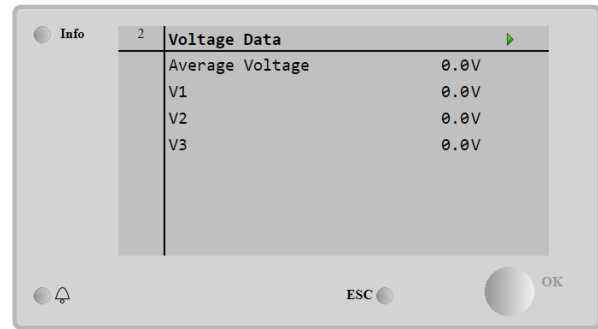 Info
2 Voltage Data
Average Voltage 0.0V
V1 0.0V
V2 0.0V
V3 0.0V
ESC
OK